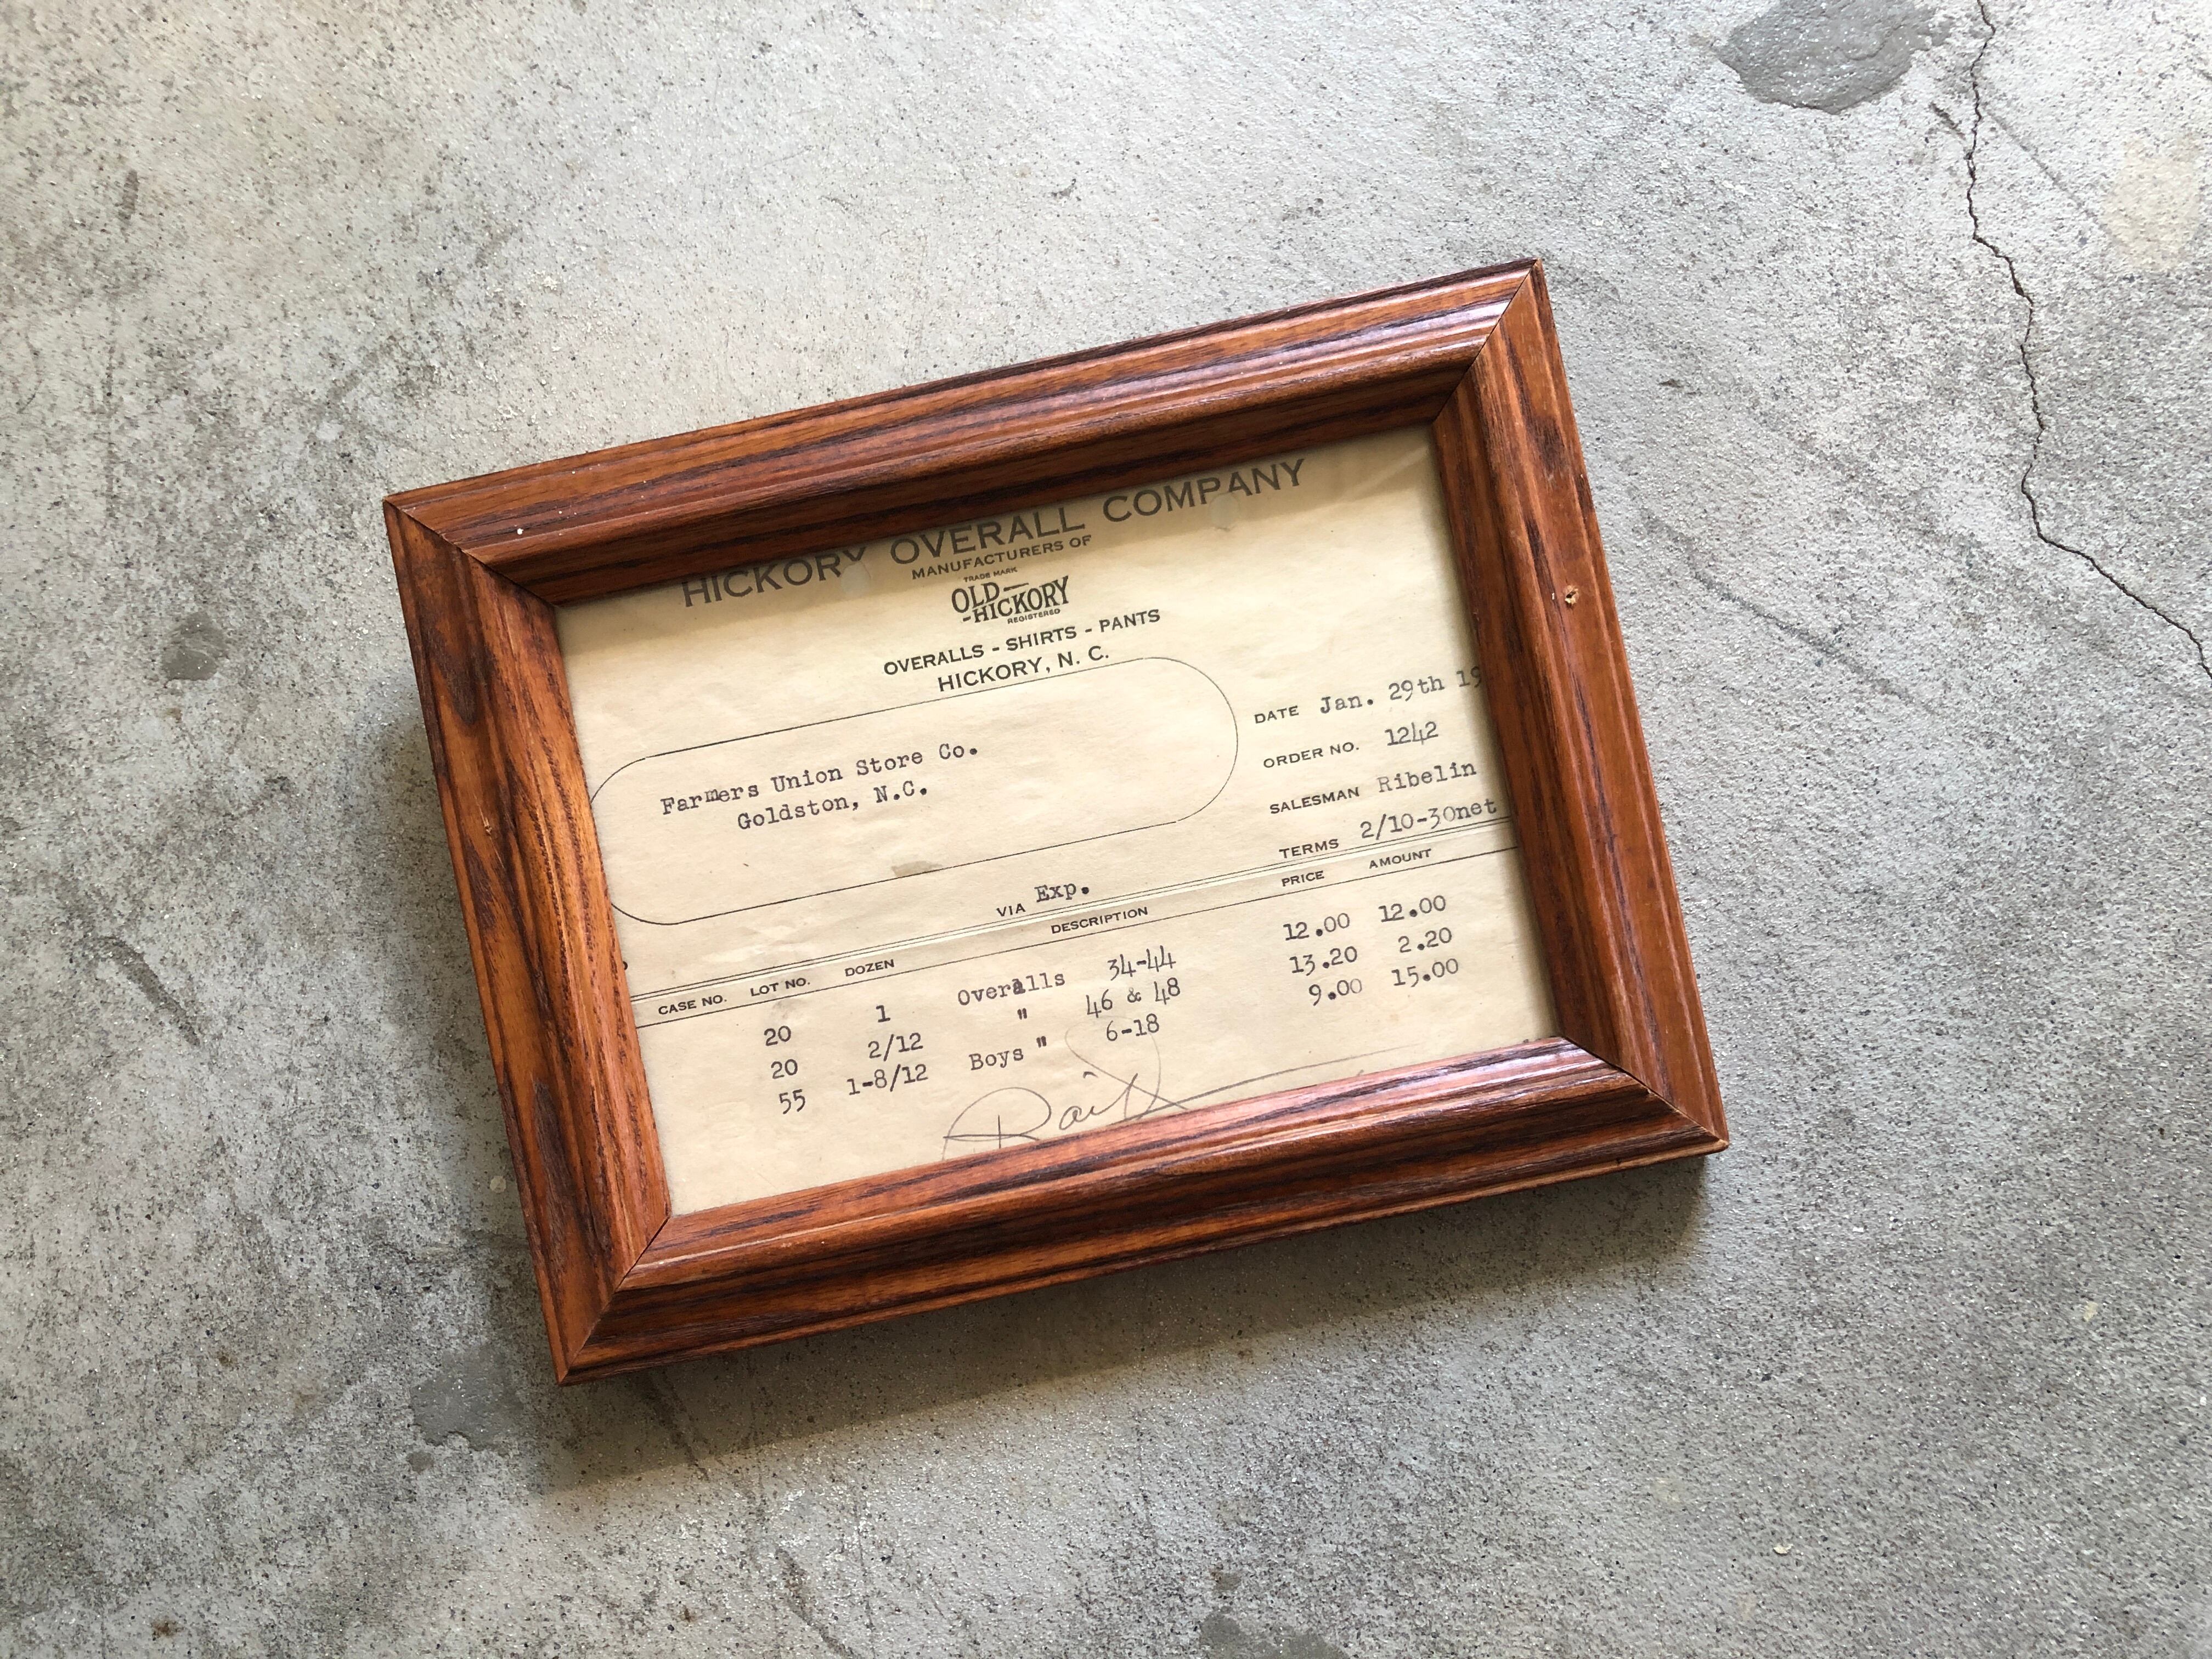 HICKORY OVERALL COMPANY
MANUFACTURERS OF
TRADE MARK
OLD
-HICKORY
REGISTERED
OVERALLS - SHIRTS - PANTS
HICKORY, N. C.
Farmers Union Store Co.
Goldston, N.C.
DATE Jan. 29th 19
ORDER NO. 1242
SALESMAN Ribelin
TERMS 2/10-30net
VIA Exp.
CASE NO. LOT NO. DOZEN DESCRIPTION PRICE AMOUNT
20 1 Overalls 34-44 12.00 12.00
20 2/12 " 46 & 48 13.20 2.20
55 1-8/12 Boys " 6-18 9.00 15.00